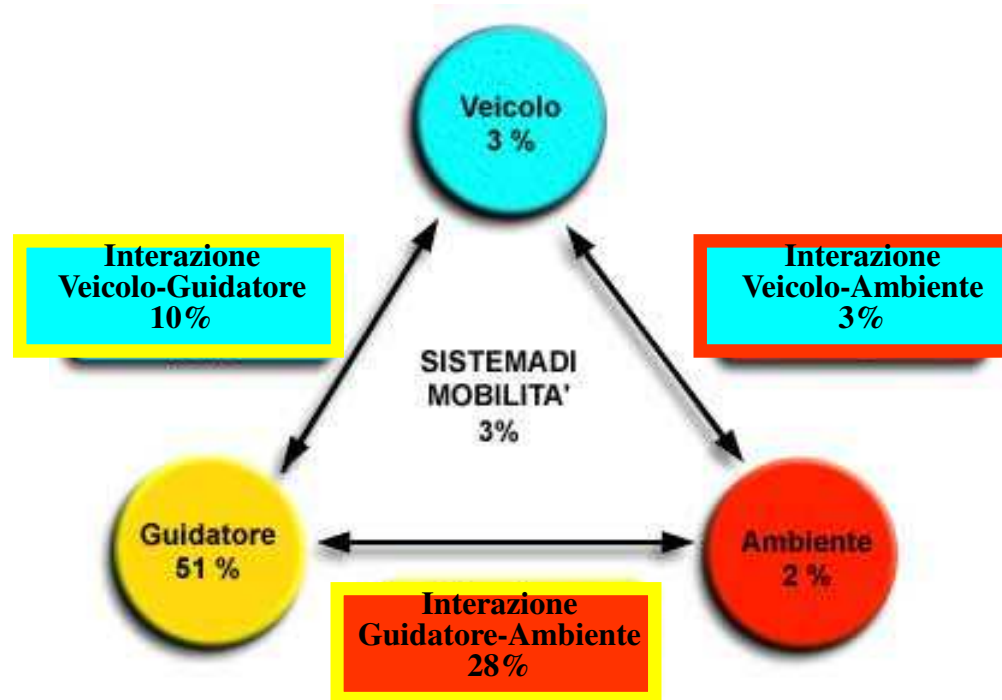 Veicolo
3 %
Interazione
Veicolo-Guidatore
10%
Interazione
Veicolo-Ambiente
3%
SISTEMADI
MOBILITA'
3%
Guidatore
51 %
Ambiente
2 %
Interazione
Guidatore-Ambiente
28%